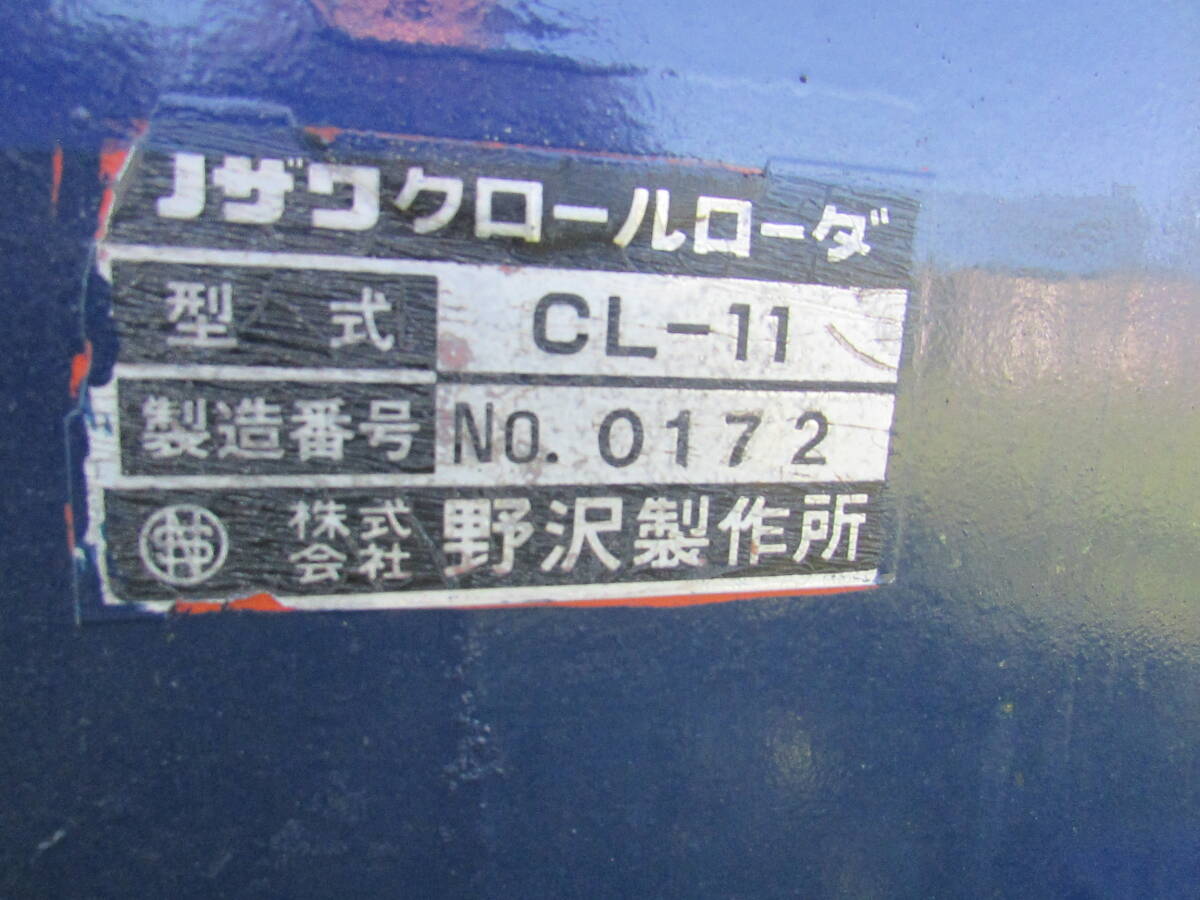 ノザワクロールローダ
型式 CL-11
製造番号 No. 0172
株式会社 野沢製作所